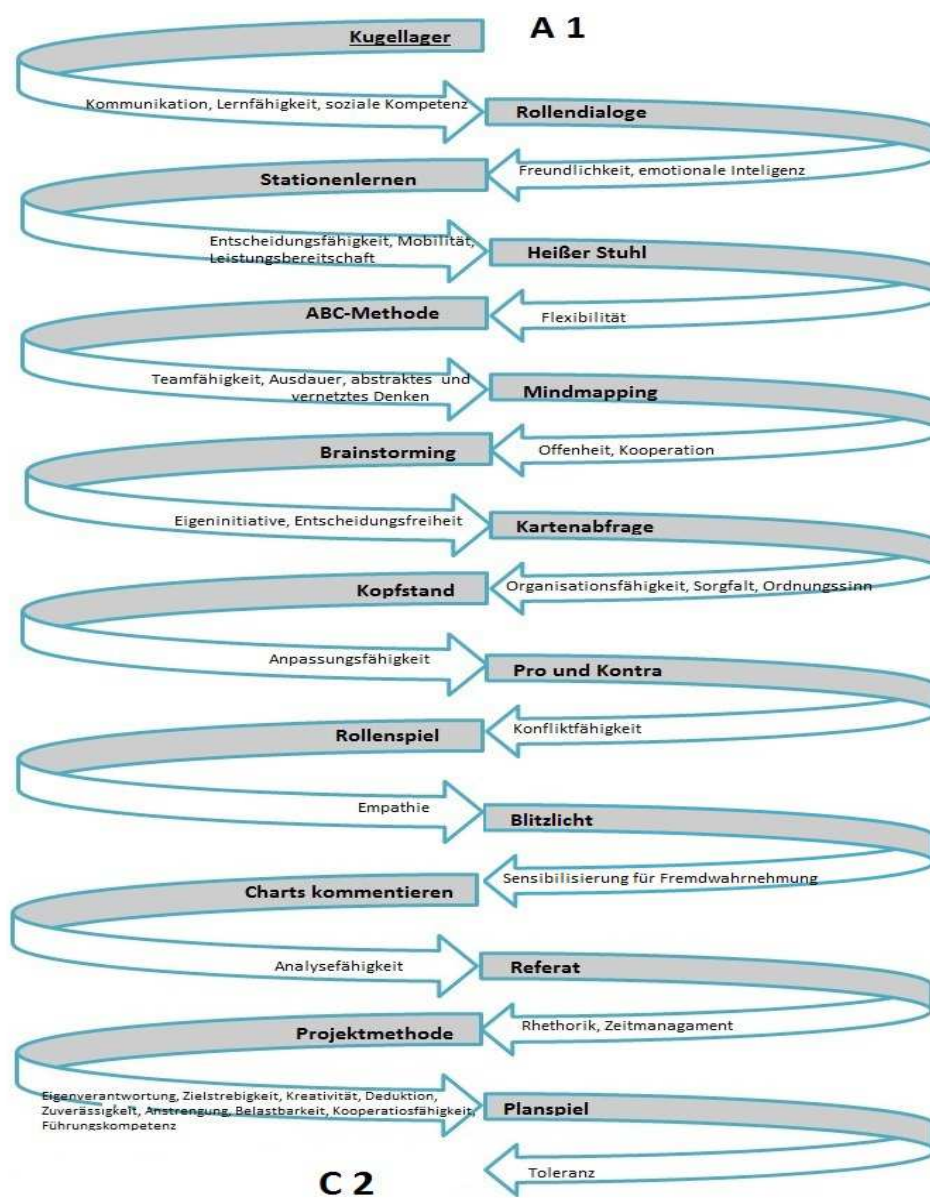 A 1
Kugellager
Kommunikation, Lernfähigkeit, soziale Kompetenz
Rollendialoge
Freundlichkeit, emotionale Inteligenz
Stationenlernen
Entscheidungsfähigkeit, Mobilität,
Leistungsbereitschaft
Heißer Stuhl
Flexibilität
ABC-Methode
Teamfähigkeit, Ausdauer, abstraktes und
vernetztes Denken
Mindmapping
Offenheit, Kooperation
Brainstorming
Eigeninitiative, Entscheidungsfreiheit
Kartenabfrage
Organisationsfähigkeit, Sorgfalt, Ordnungssinn
Kopfstand
Anpassungsfähigkeit
Pro und Kontra
Konfliktfähigkeit
Rollenspiel
Empathie
Blitzlicht
Sensibilisierung für Fremdwahrnehmung
Charts kommentieren
Analysefähigkeit
Referat
Rhethorik, Zeitmanagament
Projektmethode
Eigenverantwortung, Zielstrebigkeit, Kreativität, Deduktion,
Zuverässigkeit, Anstrengung, Belastbarkeit, Kooperatiosfähigkeit,
Führungskompetenz
Planspiel
Toleranz
C 2